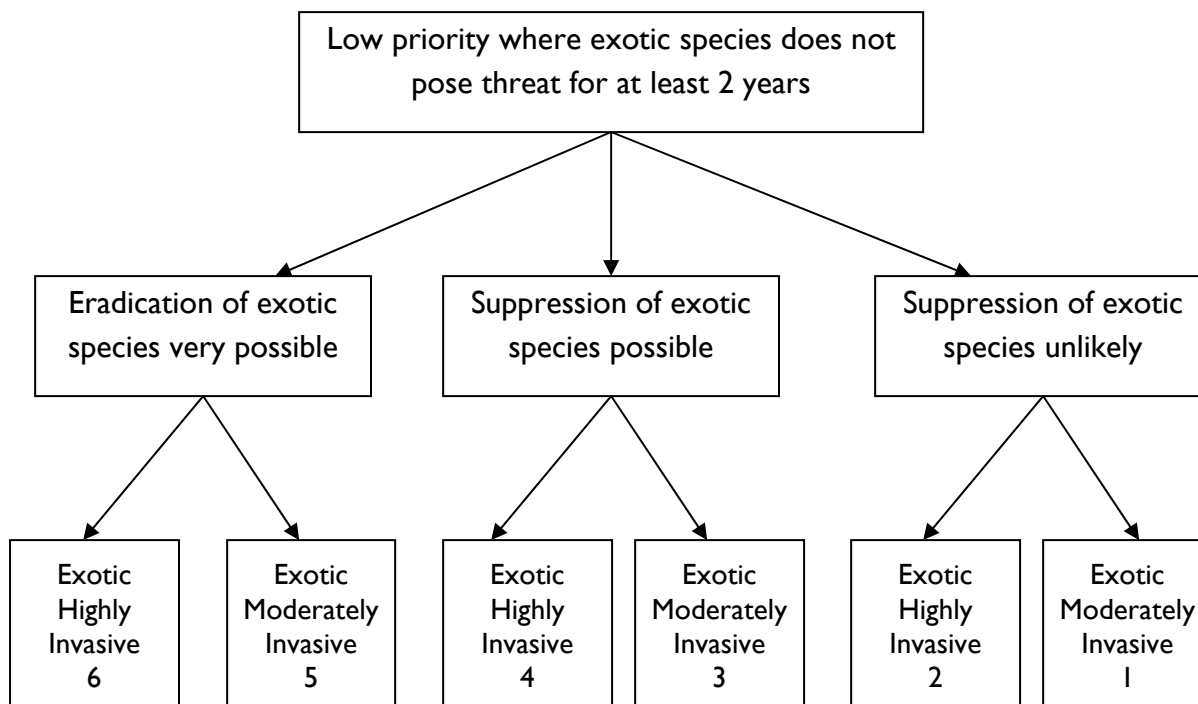 Low priority where exotic species does not
pose threat for at least 2 years
Eradication of exotic
species very possible
Suppression of exotic
species possible
Suppression of exotic
species unlikely
Exotic
Highly
Invasive
6
Exotic
Moderately
Invasive
5
Exotic
Highly
Invasive
4
Exotic
Moderately
Invasive
3
Exotic
Highly
Invasive
2
Exotic
Moderately
Invasive
1